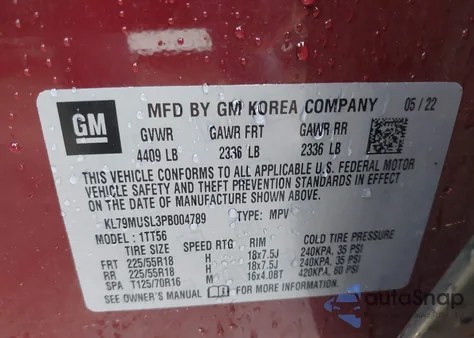 GM
MFD BY GM KOREA COMPANY 05/22
GVWR GAWR FRT GAWR RR
4409 LB 2336 LB 2336 LB
THIS VEHICLE CONFORMS TO ALL APPLICABLE U.S. FEDERAL MOTOR
VEHICLE SAFETY AND THEFT PREVENTION STANDARDS IN
EFFECT ON THE DATE OF MANUFACTURE SHOWN ABOVE.
KL79MUSL3PB004789 TYPE: MPV
MODEL: 1TT56
TIRE SIZE SPEED RTG RIM COLD TIRE PRESSURE
FRT 225/55R18 H 18x7.5J 240KPA, 35 PSI
RR 225/55R18 H 18x7.5J 240KPA, 35 PSI
SPA T125/70R16 M 16x4.08T 420KPA, 60 PSI
SEE OWNER'S MANUAL FOR MORE INFORMATION.
autoSnap